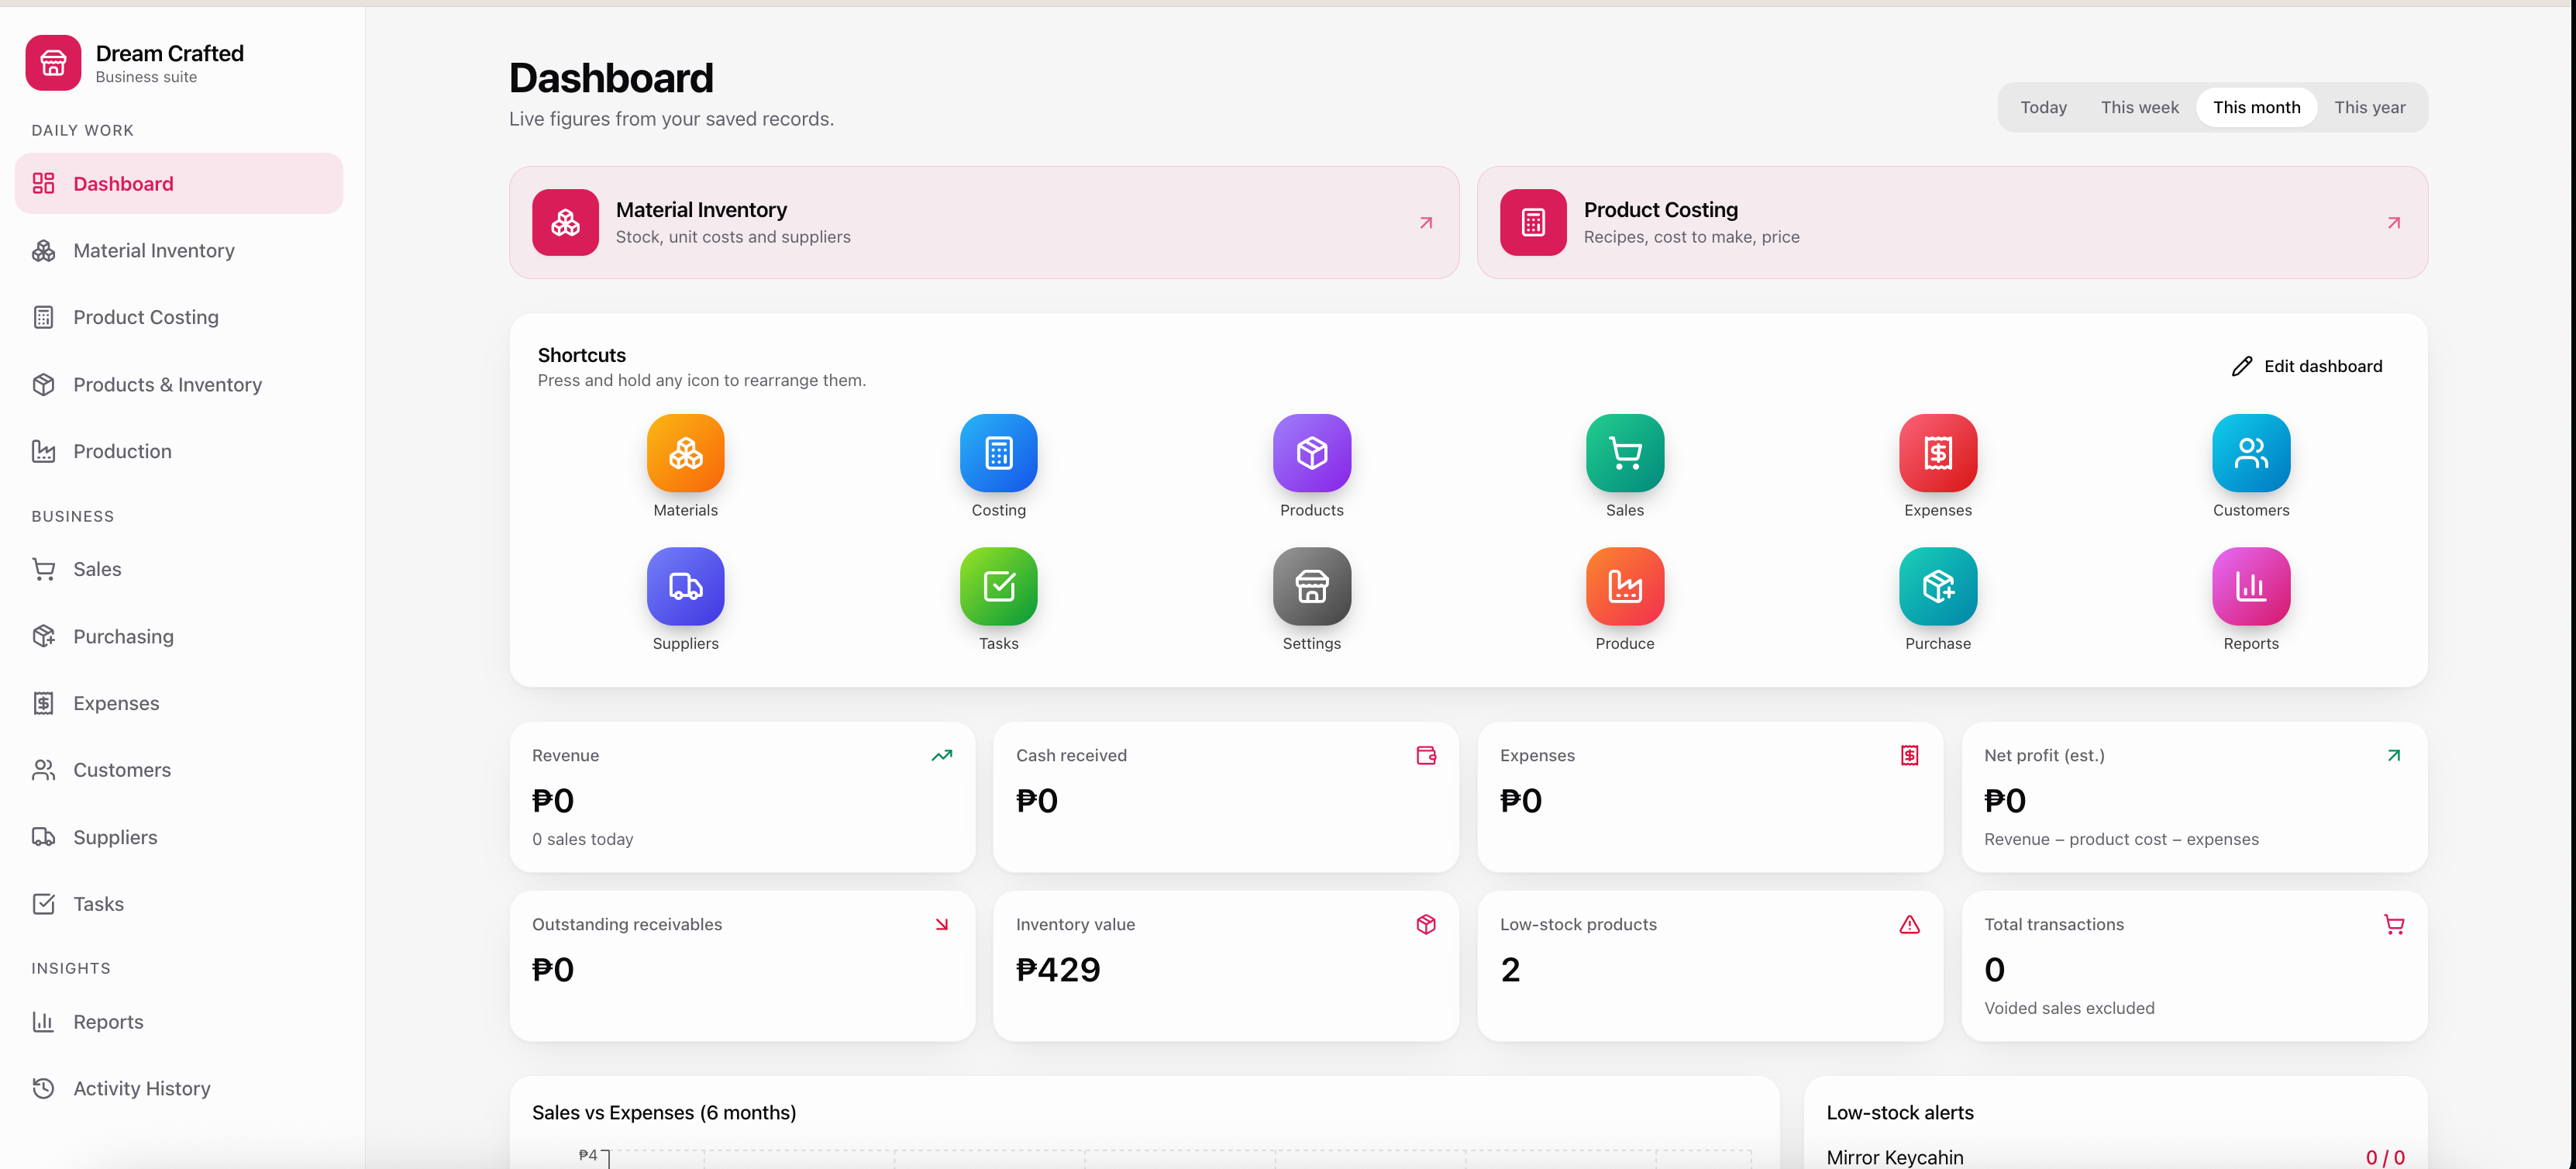 Dream Crafted
Business suite
DAILY WORK
Dashboard
Material Inventory
Product Costing
Products & Inventory
Production
BUSINESS
Sales
Purchasing
Expenses
Customers
Suppliers
Tasks
INSIGHTS
Reports
Activity History
Dashboard
Live figures from your saved records.
Today This week This month This year
Material Inventory
Stock, unit costs and suppliers
Product Costing
Recipes, cost to make, price
Shortcuts
Press and hold any icon to rearrange them.
Edit dashboard
Materials Costing Products Sales Expenses Customers
Suppliers Tasks Settings Produce Purchase Reports
Revenue
₱0
0 sales today
Cash received
₱0
Expenses
₱0
Net profit (est.)
₱0
Revenue – product cost – expenses
Outstanding receivables
₱0
Inventory value
₱429
Low-stock products
2
Total transactions
0
Voided sales excluded
Sales vs Expenses (6 months)
₱4
Low-stock alerts
Mirror Keycahin 0 / 0